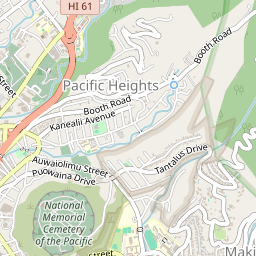 HI 61
Booth Road
Pacific Heights
Booth Road
Kanealii Avenue
Street
Auwaiolimu Street
Puowaina Drive
Tantalus Drive
National
Memorial
Cemetery
of the Pacific
Maki